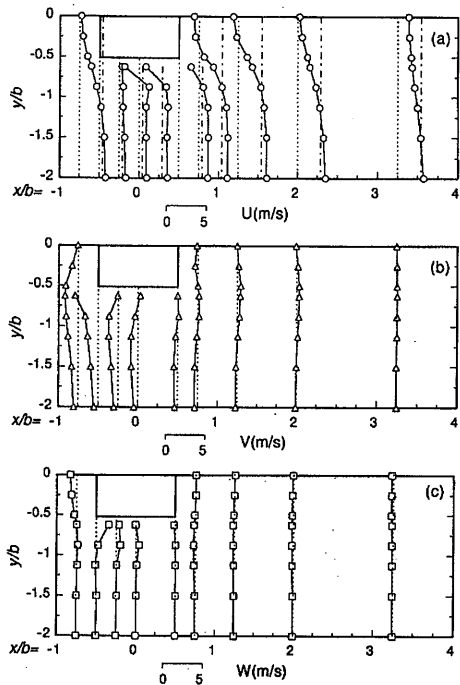 0
(a)
-0.5
y/b
-1
-1.5
-2
x/b= -1 0 1 2 3 4
0 5 U(m/s)
0
(b)
-0.5
y/b
-1
-1.5
-2
x/b= -1 0 1 2 3 4
0 5 V(m/s)
0
(c)
-0.5
y/b
-1
-1.5
-2
x/b= -1 0 1 2 3 4
0 5 W(m/s)